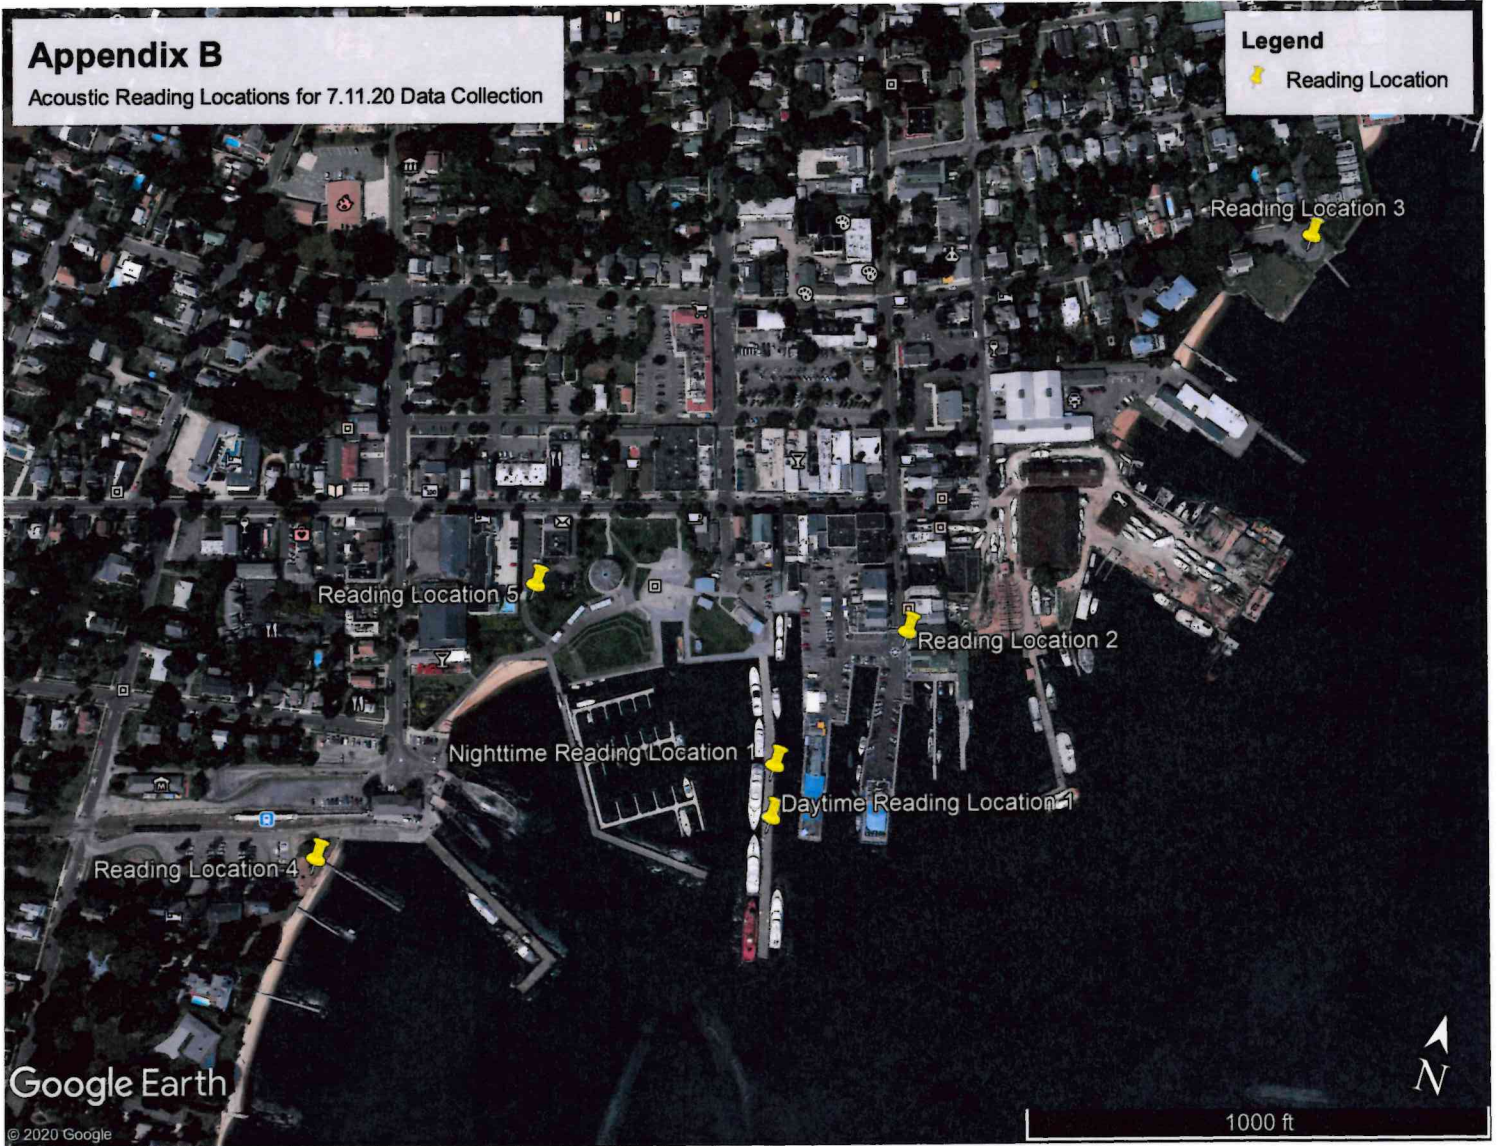 Appendix B
Acoustic Reading Locations for 7.11.20 Data Collection
Legend
Reading Location
Reading Location 3
Reading Location 5
Reading Location 2
Nighttime Reading Location 1
Daytime Reading Location 1
Reading Location 4
N
Google Earth
1000 ft
© 2020 Google